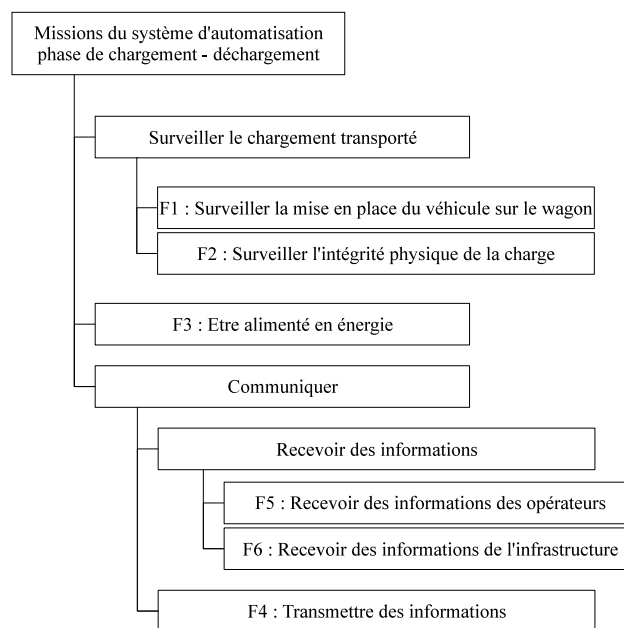 Missions du système d'automatisation
phase de chargement - déchargement
Surveiller le chargement transporté
F1 : Surveiller la mise en place du véhicule sur le wagon
F2 : Surveiller l'intégrité physique de la charge
F3 : Etre alimenté en énergie
Communiquer
Recevoir des informations
F5 : Recevoir des informations des opérateurs
F6 : Recevoir des informations de l'infrastructure
F4 : Transmettre des informations